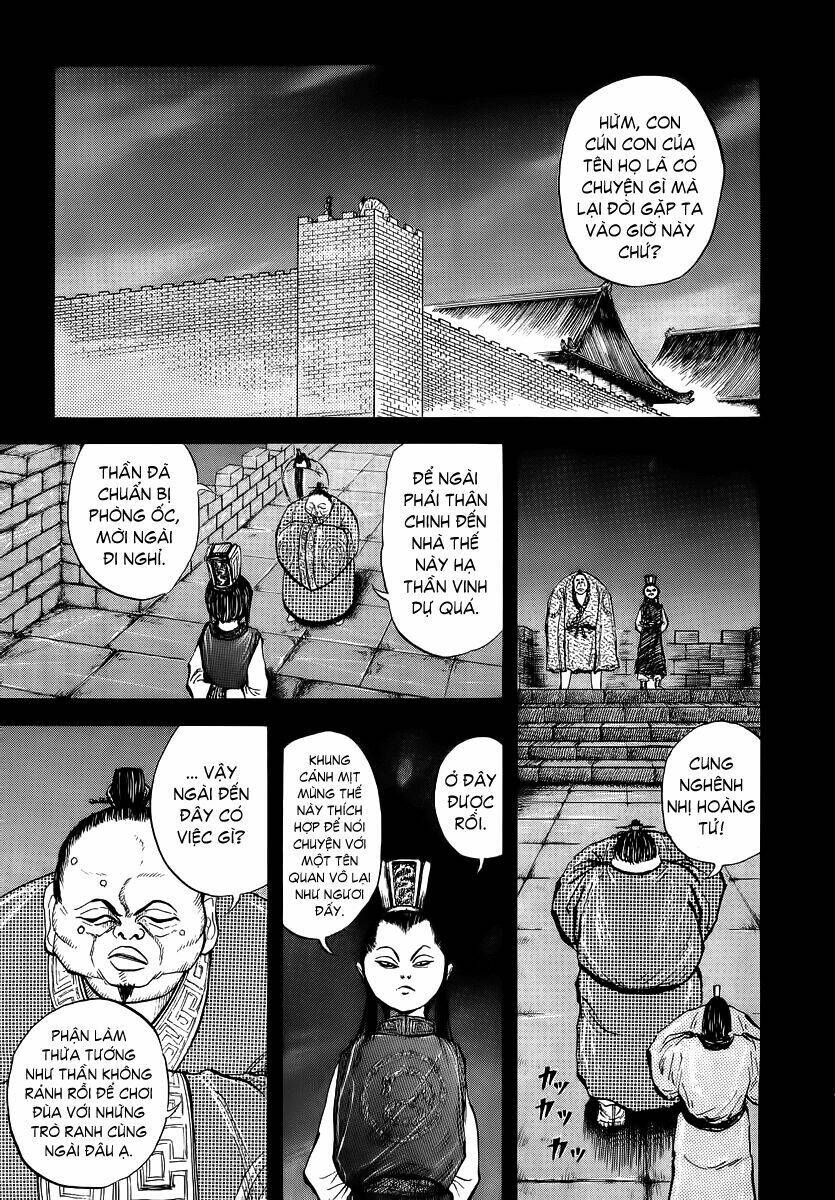 HỪM, CON
CÚN CON CỦA
TÊN HỌ LÃ CÓ
CHUYỆN GÌ MÀ
LẠI ĐÒI GẶP TA
VÀO GIỜ NÀY
CHỨ?
CUNG
NGHÊNH
NHỊ HOÀNG
TỬ!
カッ
カッ
ĐỂ NGÀI
PHẢI THÂN
CHINH ĐẾN
NHÀ THẾ
NÀY HẠ
THẦN VINH
DỰ QUÁ.
THẦN ĐÃ
CHUẨN BỊ
PHÒNG ỐC,
MỜI NGÀI
ĐI NGHỈ.
Ở ĐÂY
ĐƯỢC
RỒI.
KHUNG
CẢNH MỊT
MÙNG THẾ
NÀY THÍCH
HỢP ĐỂ NÓI
CHUYỆN VỚI
MỘT TÊN
QUAN VÔ LẠI
NHƯ NGƯƠI
ĐẤY.
... VẬY
NGÀI ĐẾN
ĐÂY CÓ
VIỆC GÌ?
PHẬN LÀM
THỪA TƯỚNG
NHƯ THẦN KHÔNG
RẢNH RỖI ĐỂ CHƠI
ĐÙA VỚI NHỮNG
TRÒ RANH CÙNG
NGÀI ĐÂU Ạ.